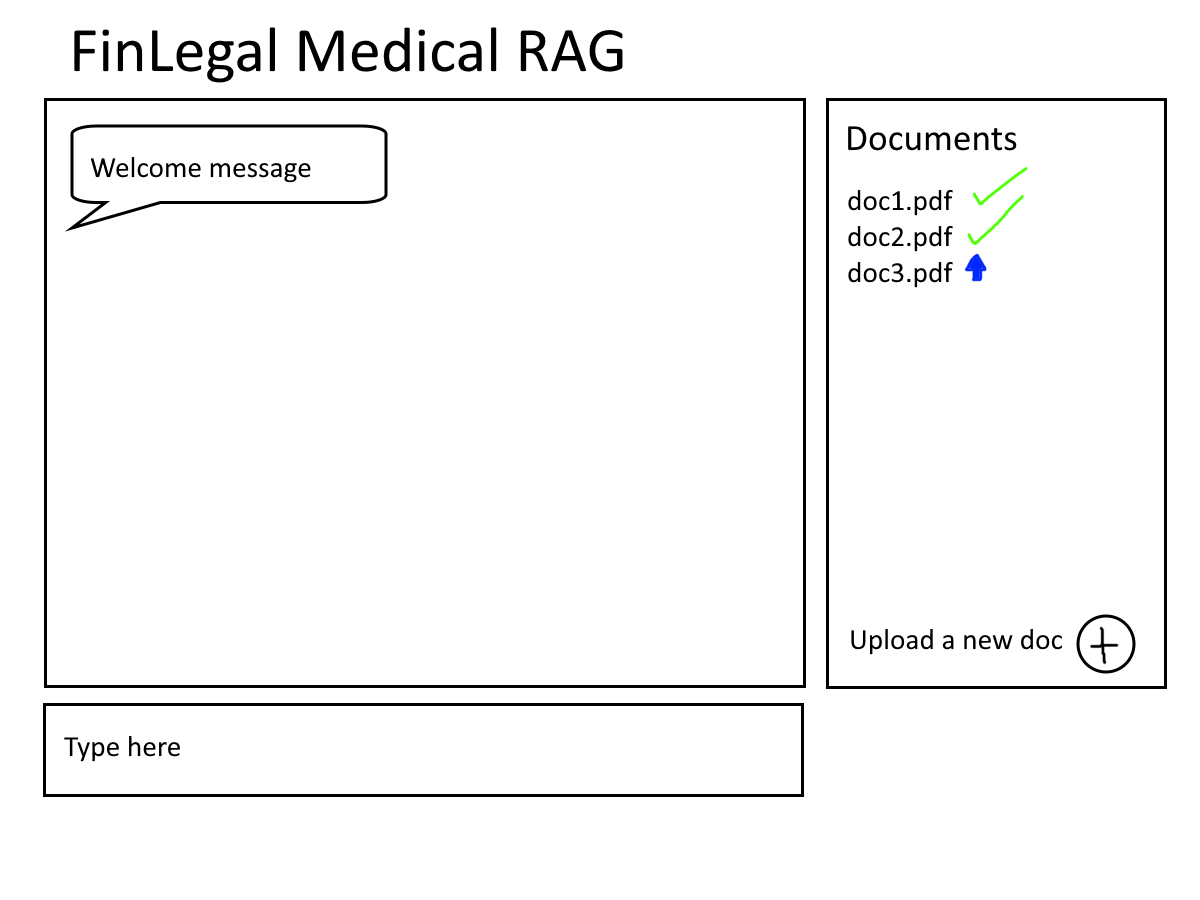 FinLegal Medical RAG
Welcome message
Documents
doc1.pdf
doc2.pdf
doc3.pdf
Upload a new doc
Type here